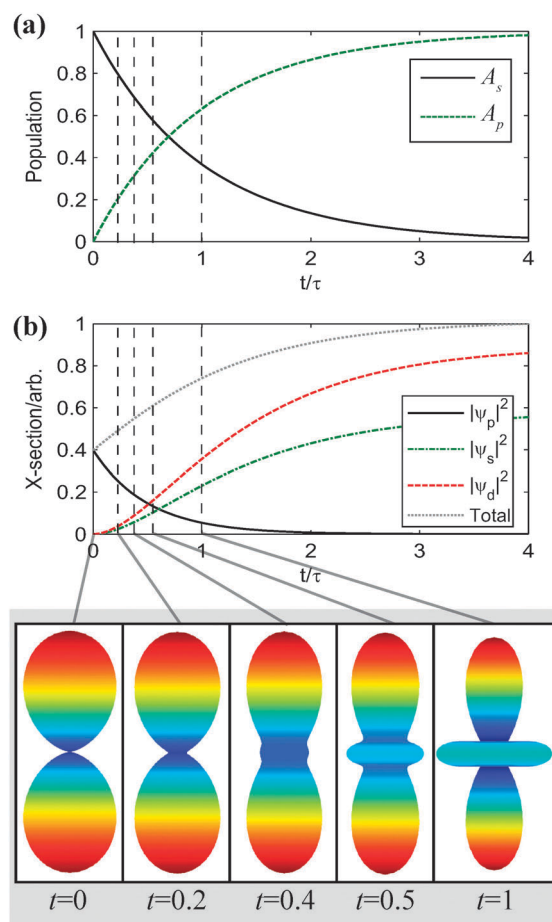 (a)
1
0.8
0.6
0.4
0.2
0
Population
A_s
A_p
0 1 2 3 4
t/τ
(b)
1
0.8
0.6
0.4
0.2
0
X-section/arb.
|ψ_p|²
|ψ_s|²
|ψ_d|²
Total
0 1 2 3 4
t/τ
t=0 t=0.2 t=0.4 t=0.5 t=1